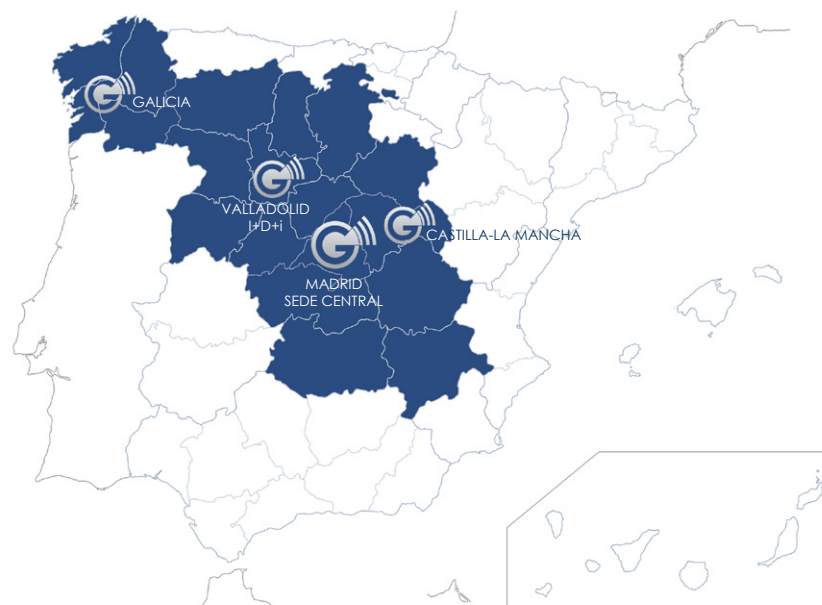 GALICIA
VALLADOLID
I+D+i
CASTILLA-LA MANCHA
MADRID
SEDE CENTRAL